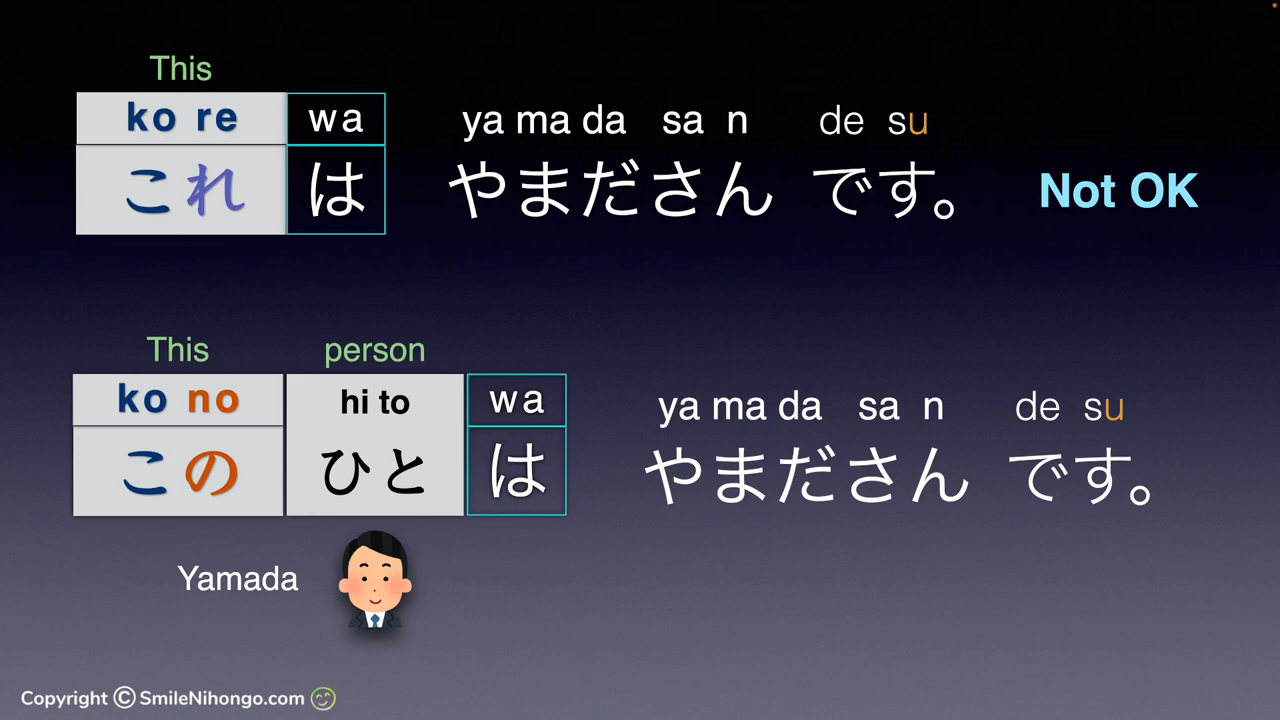 This
ko re wa ya ma da sa n de su
これ は やまださん です。 Not OK
This person
ko no hi to wa ya ma da sa n de su
この ひと は やまださん です。
Yamada
Copyright © SmileNihongo.com